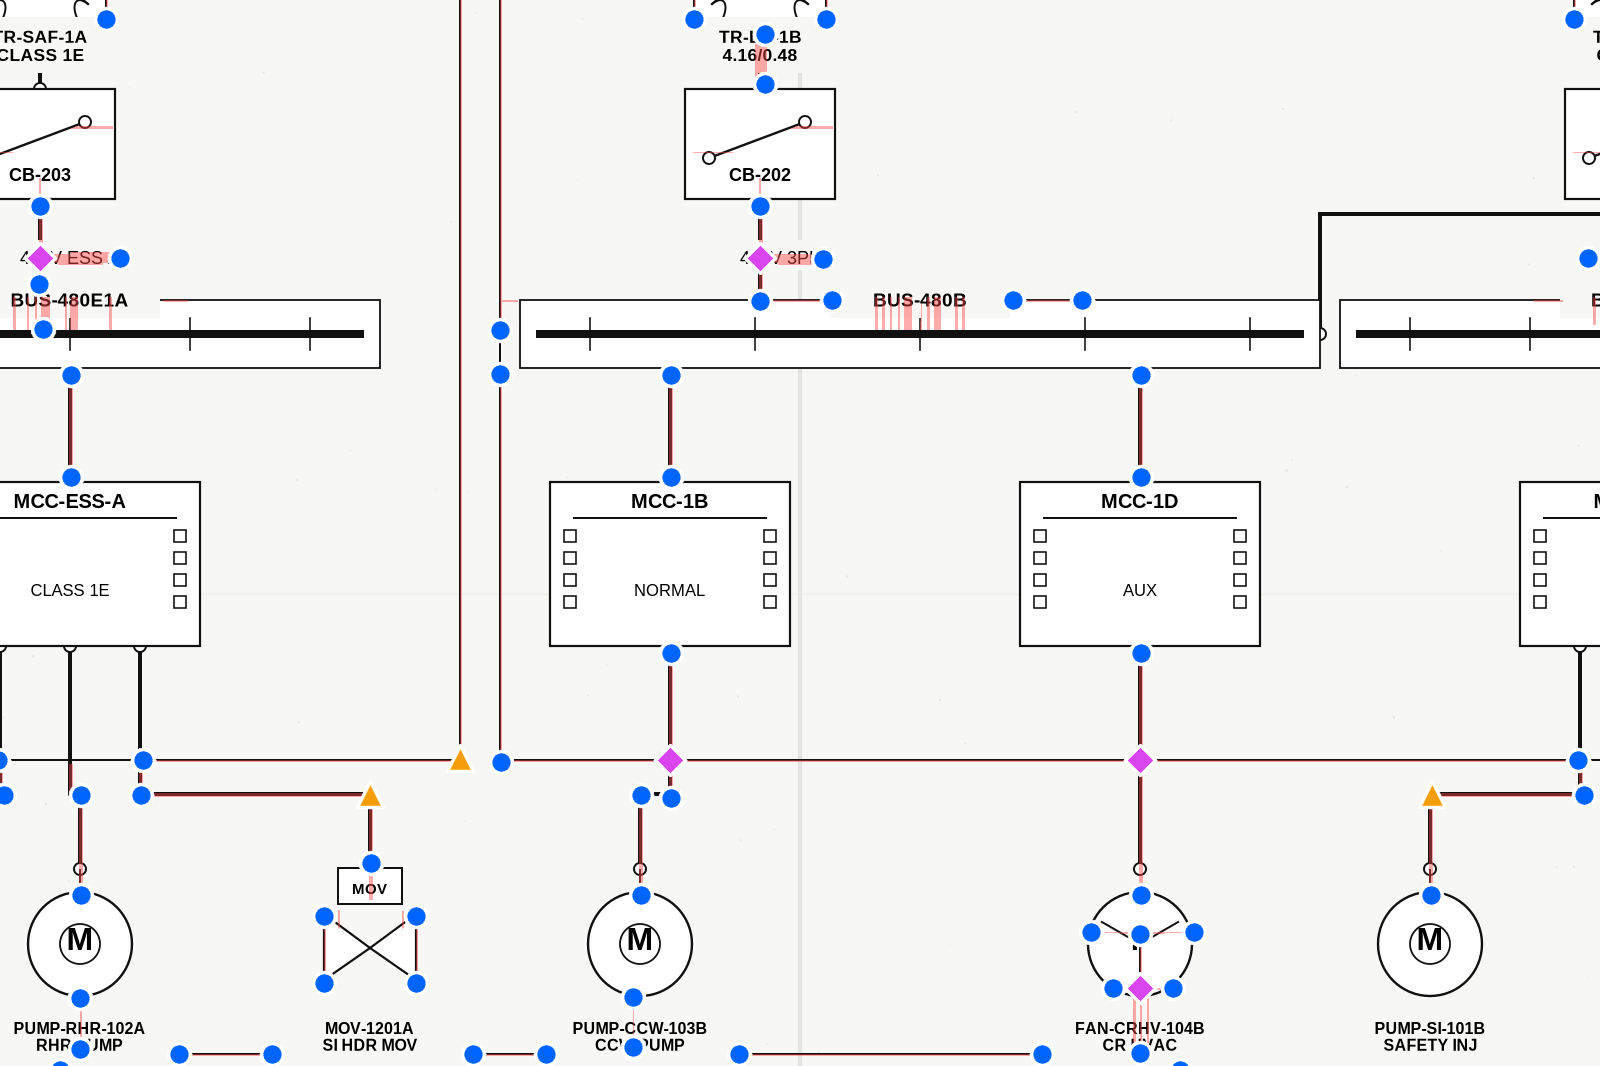 TR-SAF-1A
CLASS 1E
4.16/0.48
CB-203
CB-202
ESS
BUS-480E1A
BUS-480B
MCC-ESS-A
MCC-1B
MCC-1D
CLASS 1E
NORMAL
AUX
MOV
M
M
M
PUMP-RHR-102A
MOV-1201A
SI HDR MOV
PUMP-CCW-103B
FAN-CRHV-104B
CR
PUMP-SI-101B
SAFETY INJ